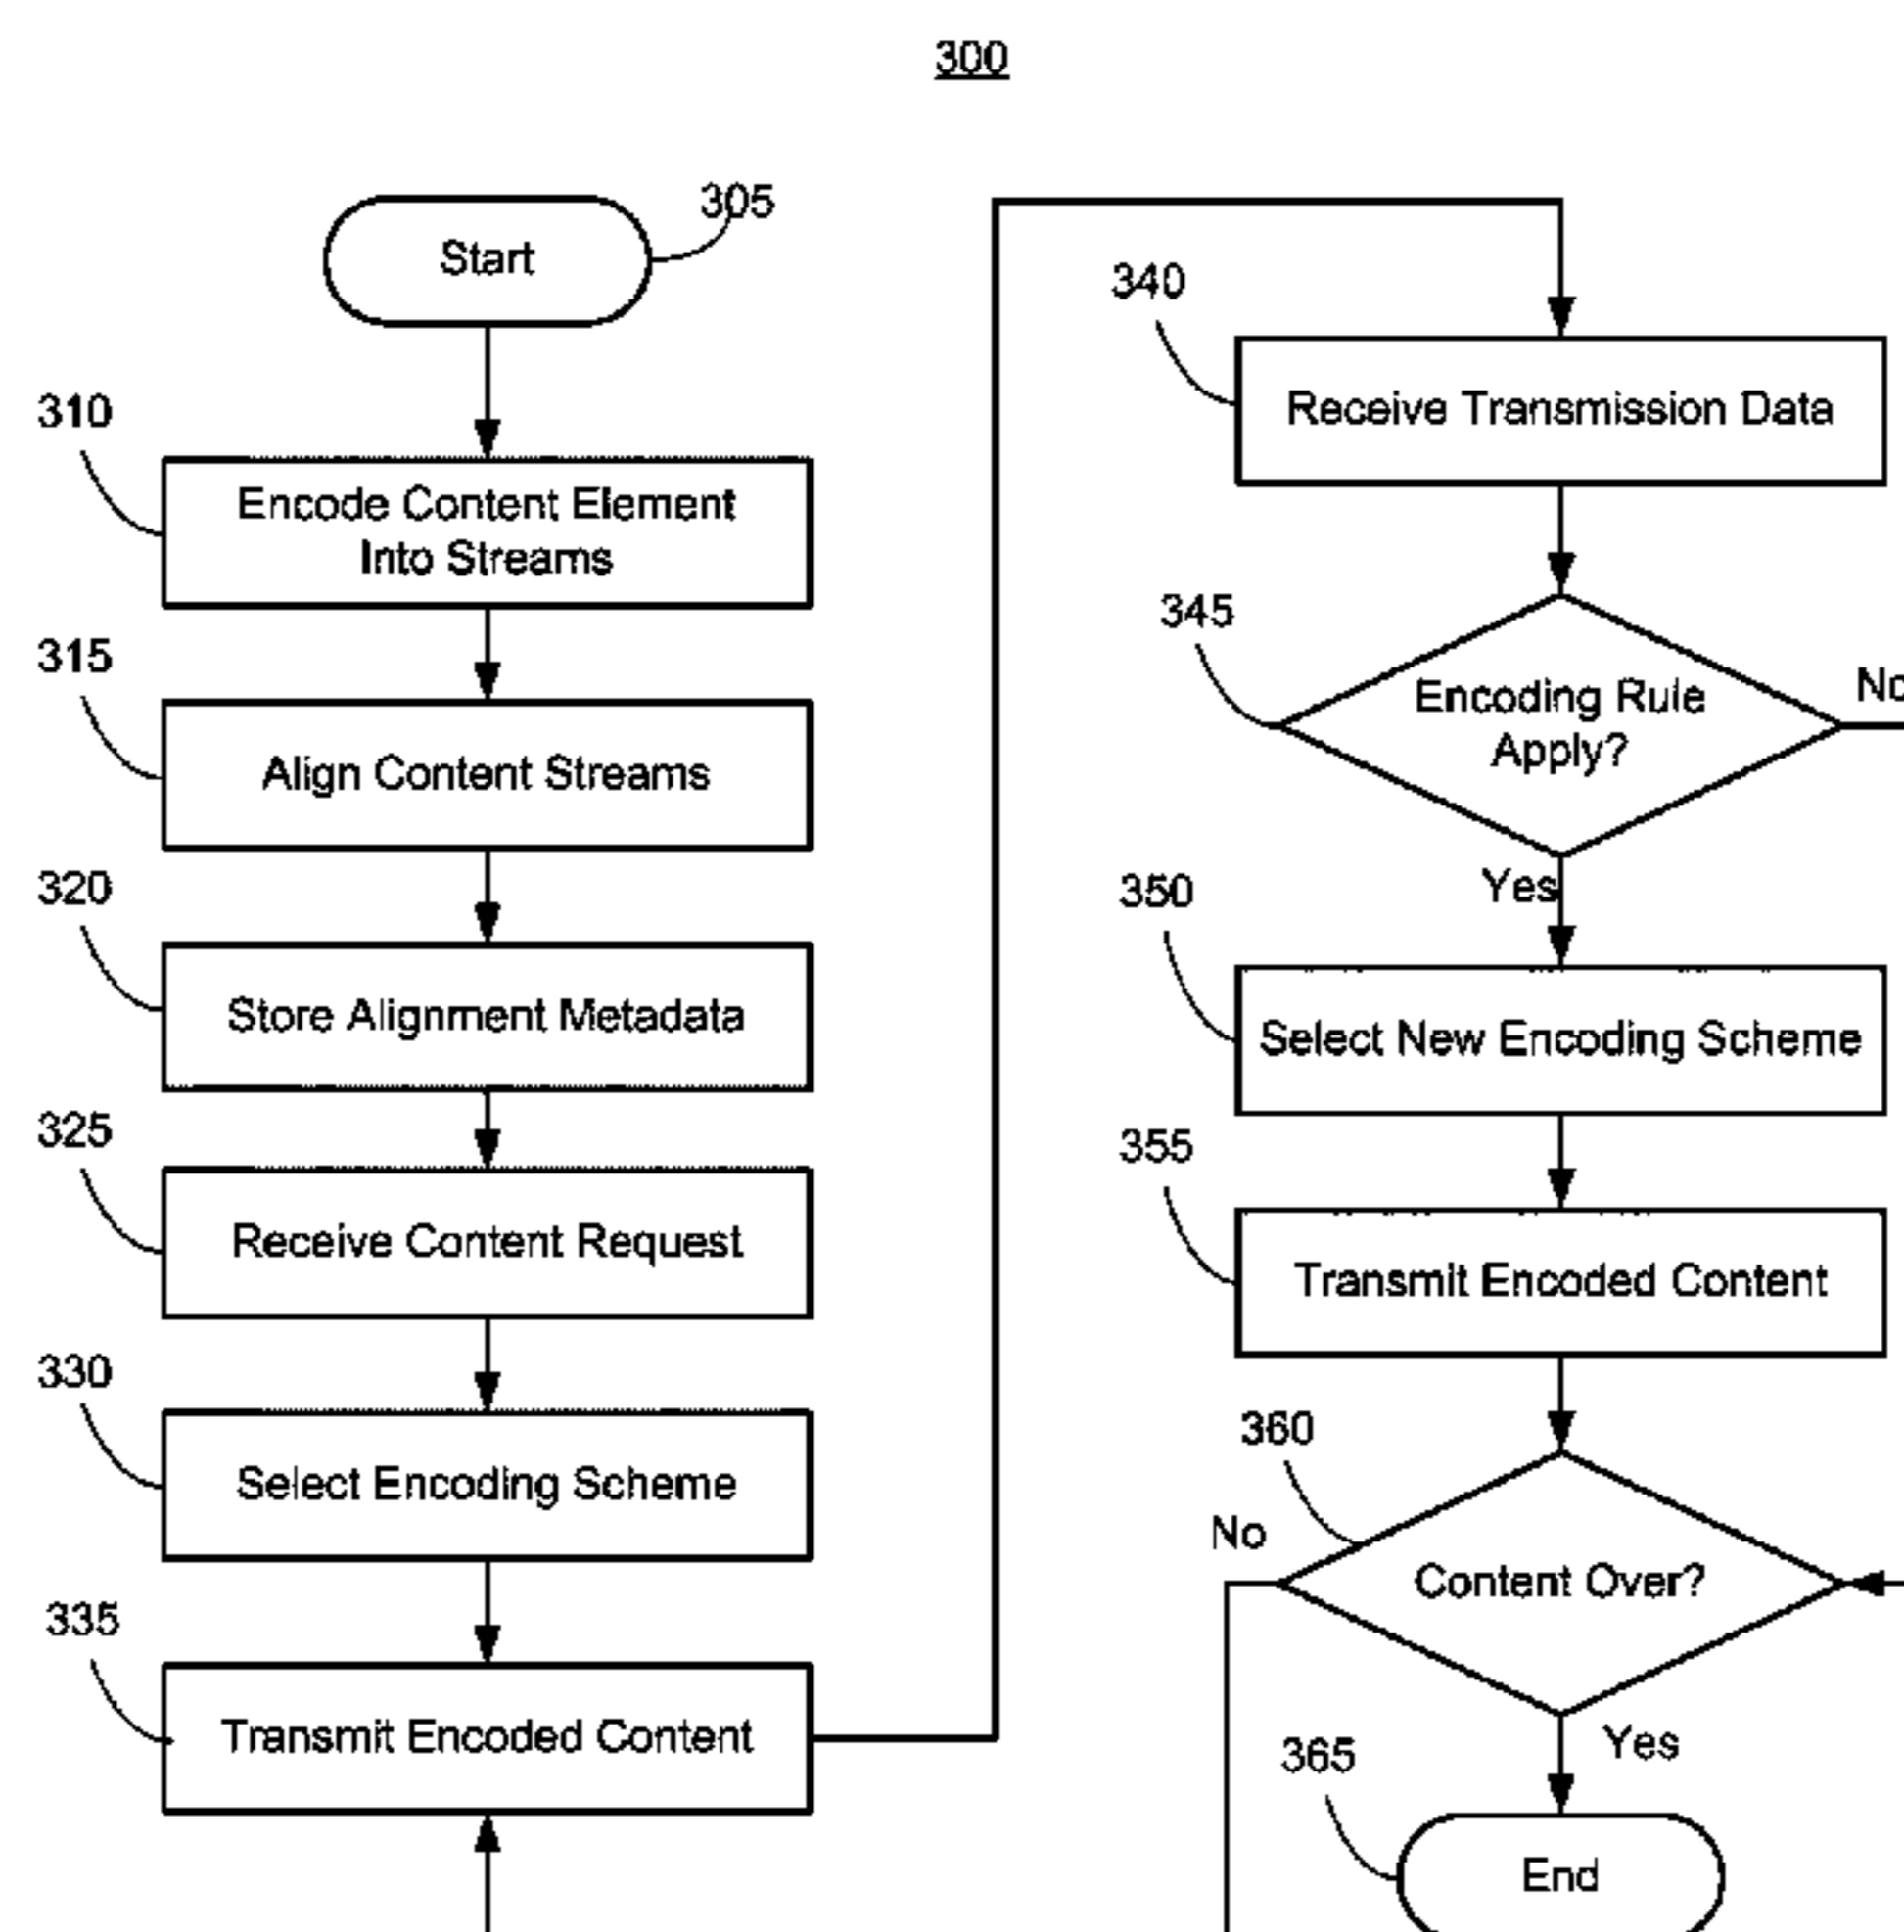 300
305
Start
310
Encode Content Element
Into Streams
315
Align Content Streams
320
Store Alignment Metadata
325
Receive Content Request
330
Select Encoding Scheme
335
Transmit Encoded Content
340
Receive Transmission Data
345
Encoding Rule
Apply?
No
Yes
350
Select New Encoding Scheme
355
Transmit Encoded Content
360
No
Content Over?
Yes
365
End